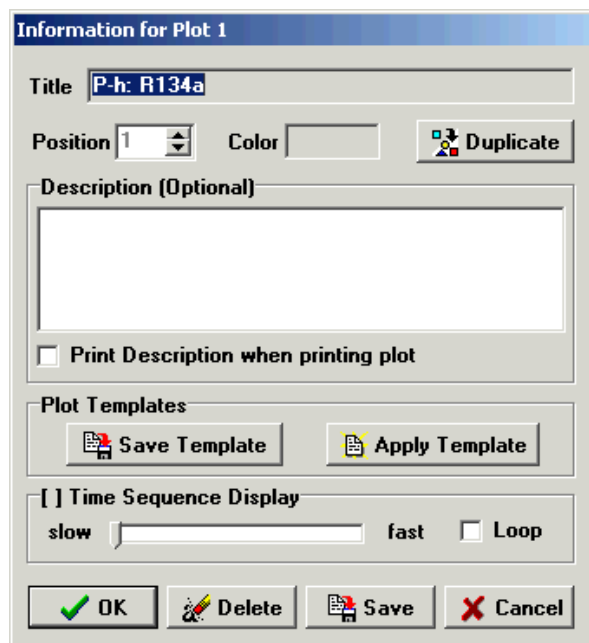 Information for Plot 1
Title P-h: R134a
Position 1 Color Duplicate
Description (Optional)
Print Description when printing plot
Plot Templates
Save Template Apply Template
[ ] Time Sequence Display
slow fast Loop
OK Delete Save Cancel